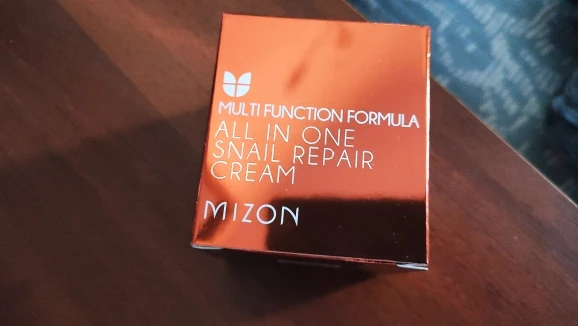 MULTI FUNCTION FORMULA
ALL IN ONE
SNAIL REPAIR
CREAM
MIZON